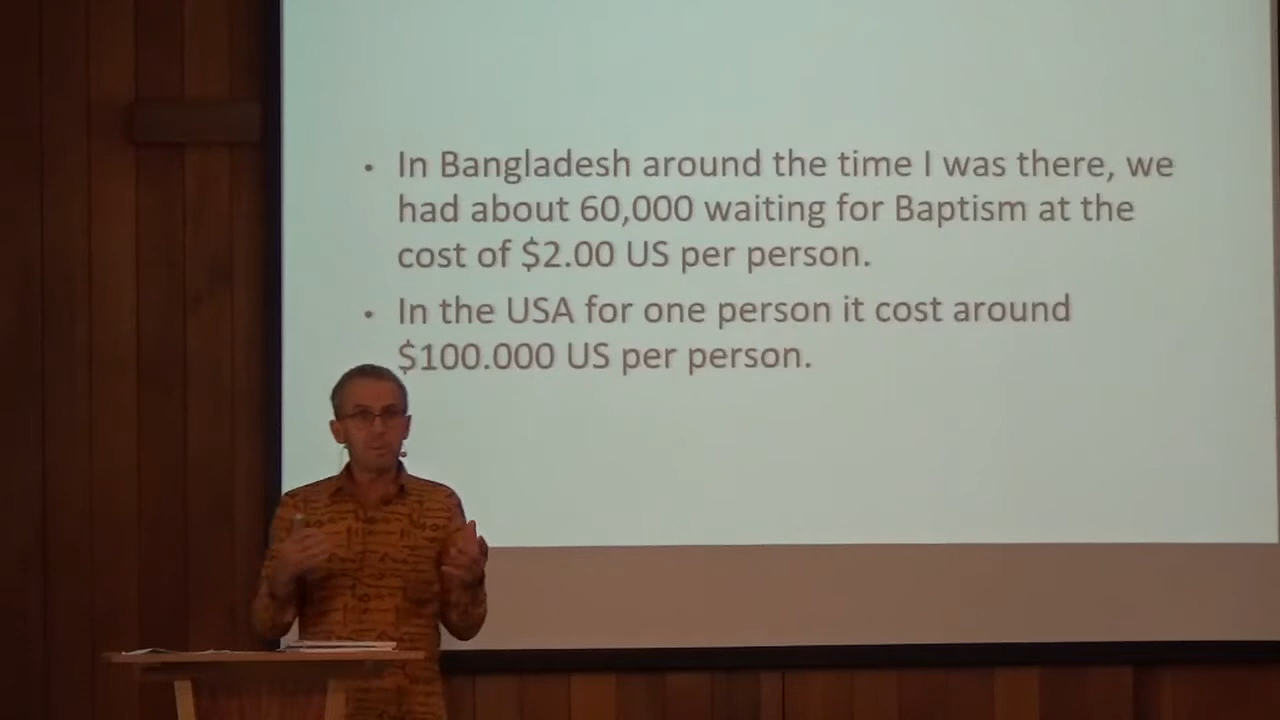 • In Bangladesh around the time I was there, we
had about 60,000 waiting for Baptism at the
cost of $2.00 US per person.
• In the USA for one person it cost around
$100.000 US per person.